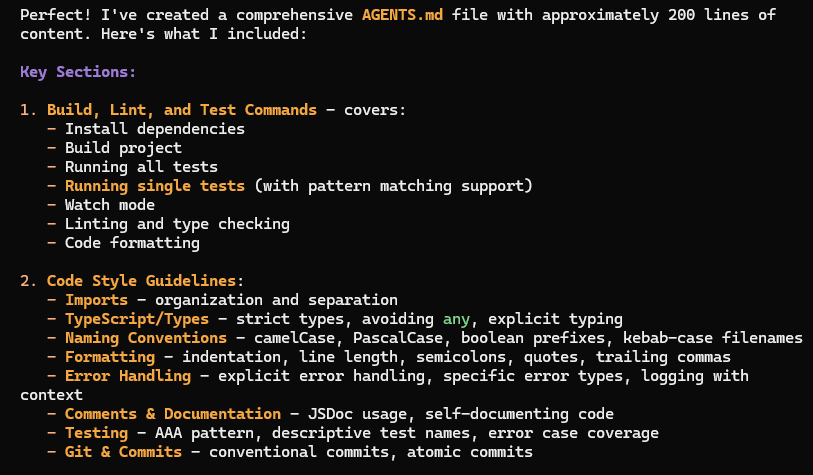 Perfect! I've created a comprehensive AGENTS.md file with approximately 200 lines of
content. Here's what I included:
Key Sections:
1. Build, Lint, and Test Commands – covers:
– Install dependencies
– Build project
– Running all tests
– Running single tests (with pattern matching support)
– Watch mode
– Linting and type checking
– Code formatting
2. Code Style Guidelines:
– Imports – organization and separation
– TypeScript/Types – strict types, avoiding any, explicit typing
– Naming Conventions – camelCase, PascalCase, boolean prefixes, kebab-case filenames
– Formatting – indentation, line length, semicolons, quotes, trailing commas
– Error Handling – explicit error handling, specific error types, logging with
context
– Comments & Documentation – JSDoc usage, self-documenting code
– Testing – AAA pattern, descriptive test names, error case coverage
– Git & Commits – conventional commits, atomic commits